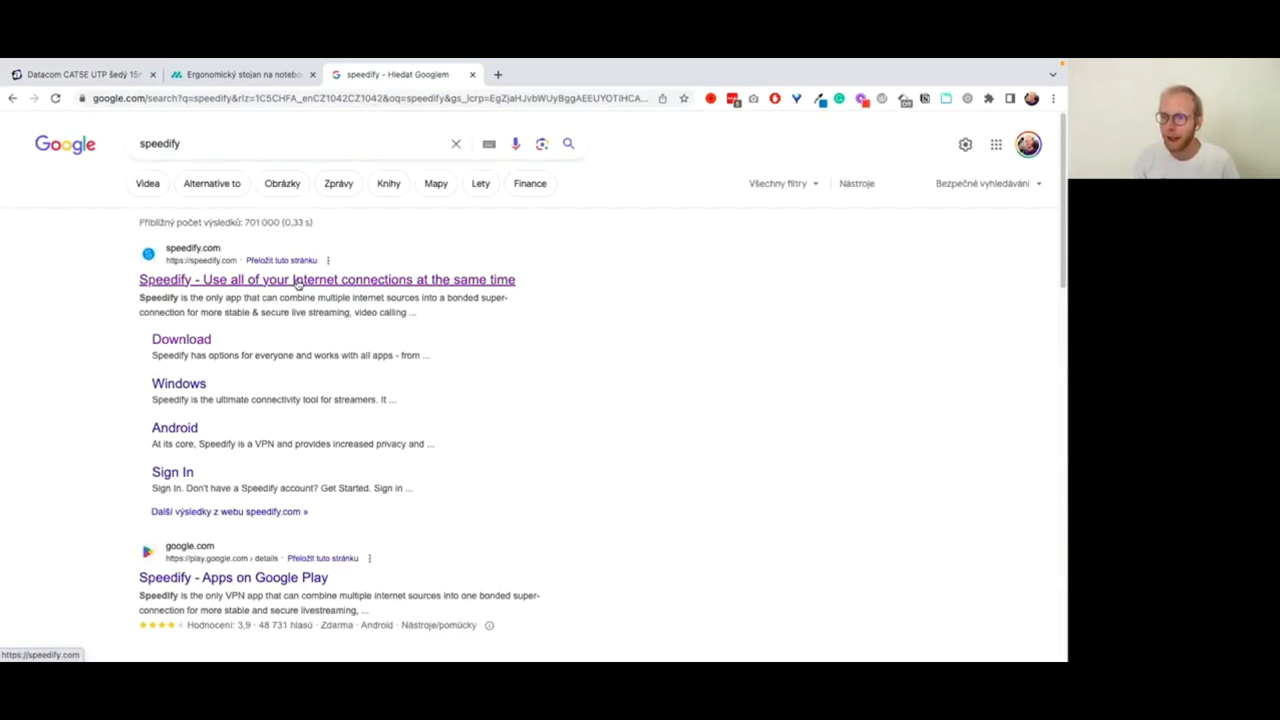 Datacom CAT5E UTP šedý 15
Ergonomický stojan na notebo
speedify - Hledat Googlem
google.com/search?q=speedify&rlz=1C5CHFA_enCZ1042CZ1042&oq=speedify&gs_lcrp=EgZjaHJvbWUyBggAEEUYOTIHCA...
Google
speedify
Videa
Alternative to
Obrázky
Zprávy
Knihy
Mapy
Lety
Finance
Všechny filtry
Nástroje
Bezpečné vyhledávání
Přibližný počet výsledků: 701 000 (0,33 s)
speedify.com
https://speedify.com · Přeložit tuto stránku
Speedify - Use all of your Internet connections at the same time
Speedify is the only app that can combine multiple internet sources into a bonded super-
connection for more stable & secure live streaming, video calling ...
Download
Speedify has options for everyone and works with all apps - from ...
Windows
Speedify is the ultimate connectivity tool for streamers. It ...
Android
At its core, Speedify is a VPN and provides increased privacy and ...
Sign In
Sign In. Don't have a Speedify account? Get Started. Sign in ...
Další výsledky z webu speedify.com »
google.com
https://play.google.com › details · Přeložit tuto stránku
Speedify - Apps on Google Play
Speedify is the only VPN app that can combine multiple internet sources into one bonded super-
connection for more stable and secure livestreaming, ...
Hodnocení: 3,9 · 48 731 hlasů · Zdarma · Android · Nástroje/pomůcky
https://speedify.com